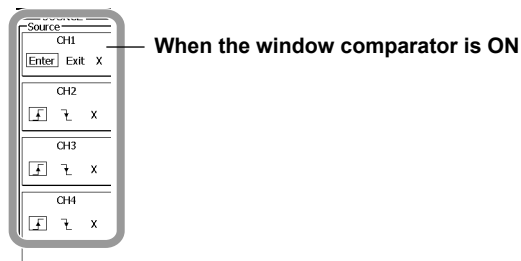 Source
CH1
When the window comparator is ON
Enter Exit X
CH2
X
CH3
X
CH4
X